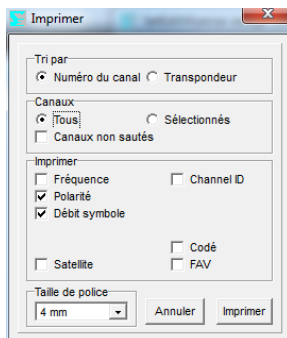 Imprimer
Tri par
Numéro du canal Transpondeur
Canaux
Tous Sélectionnés
Canaux non sautés
Imprimer
Fréquence Channel ID
Polarité
Débit symbole
Codé
Satellite FAV
Taille de police
4 mm Annuler Imprimer